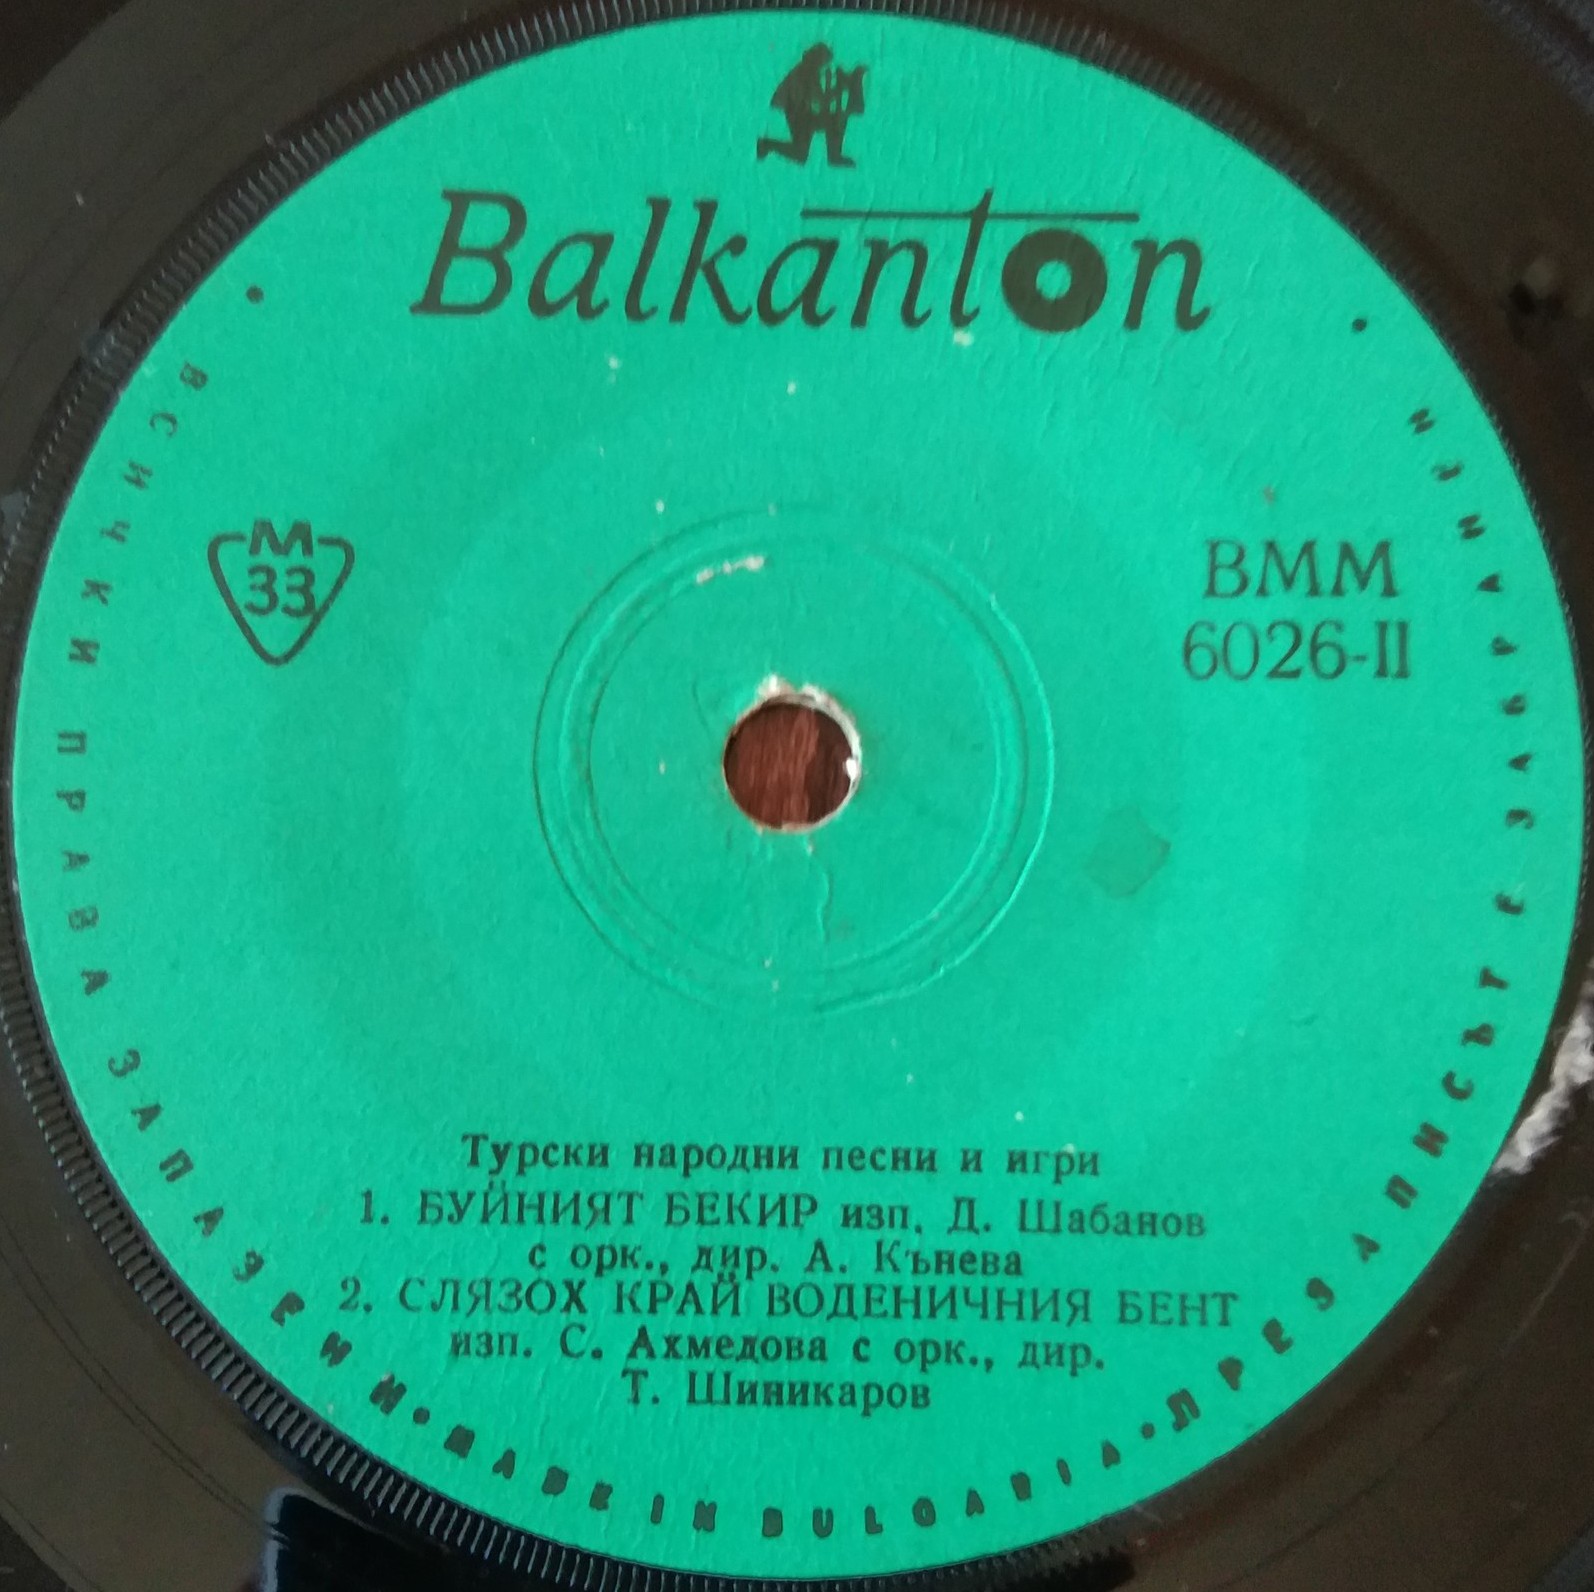 Balkanton
М
33
ВММ
6026-II
Турски народни песни и игри
1. БУЙНИЯТ БЕКИР изп. Д. Шабанов
с орк., дир. А. Кънева
2. СЛЯЗОХ КРАЙ ВОДЕНИЧНИЯ БЕНТ
изп. С. Ахмедова с орк., дир.
Т. Шиникаров
• ВСИЧКИ ПРАВА ЗАПАЗЕНИ • MADE IN BULGARIA • ПРЕЗАПИСЪТ Е ЗАБРАНЕН •